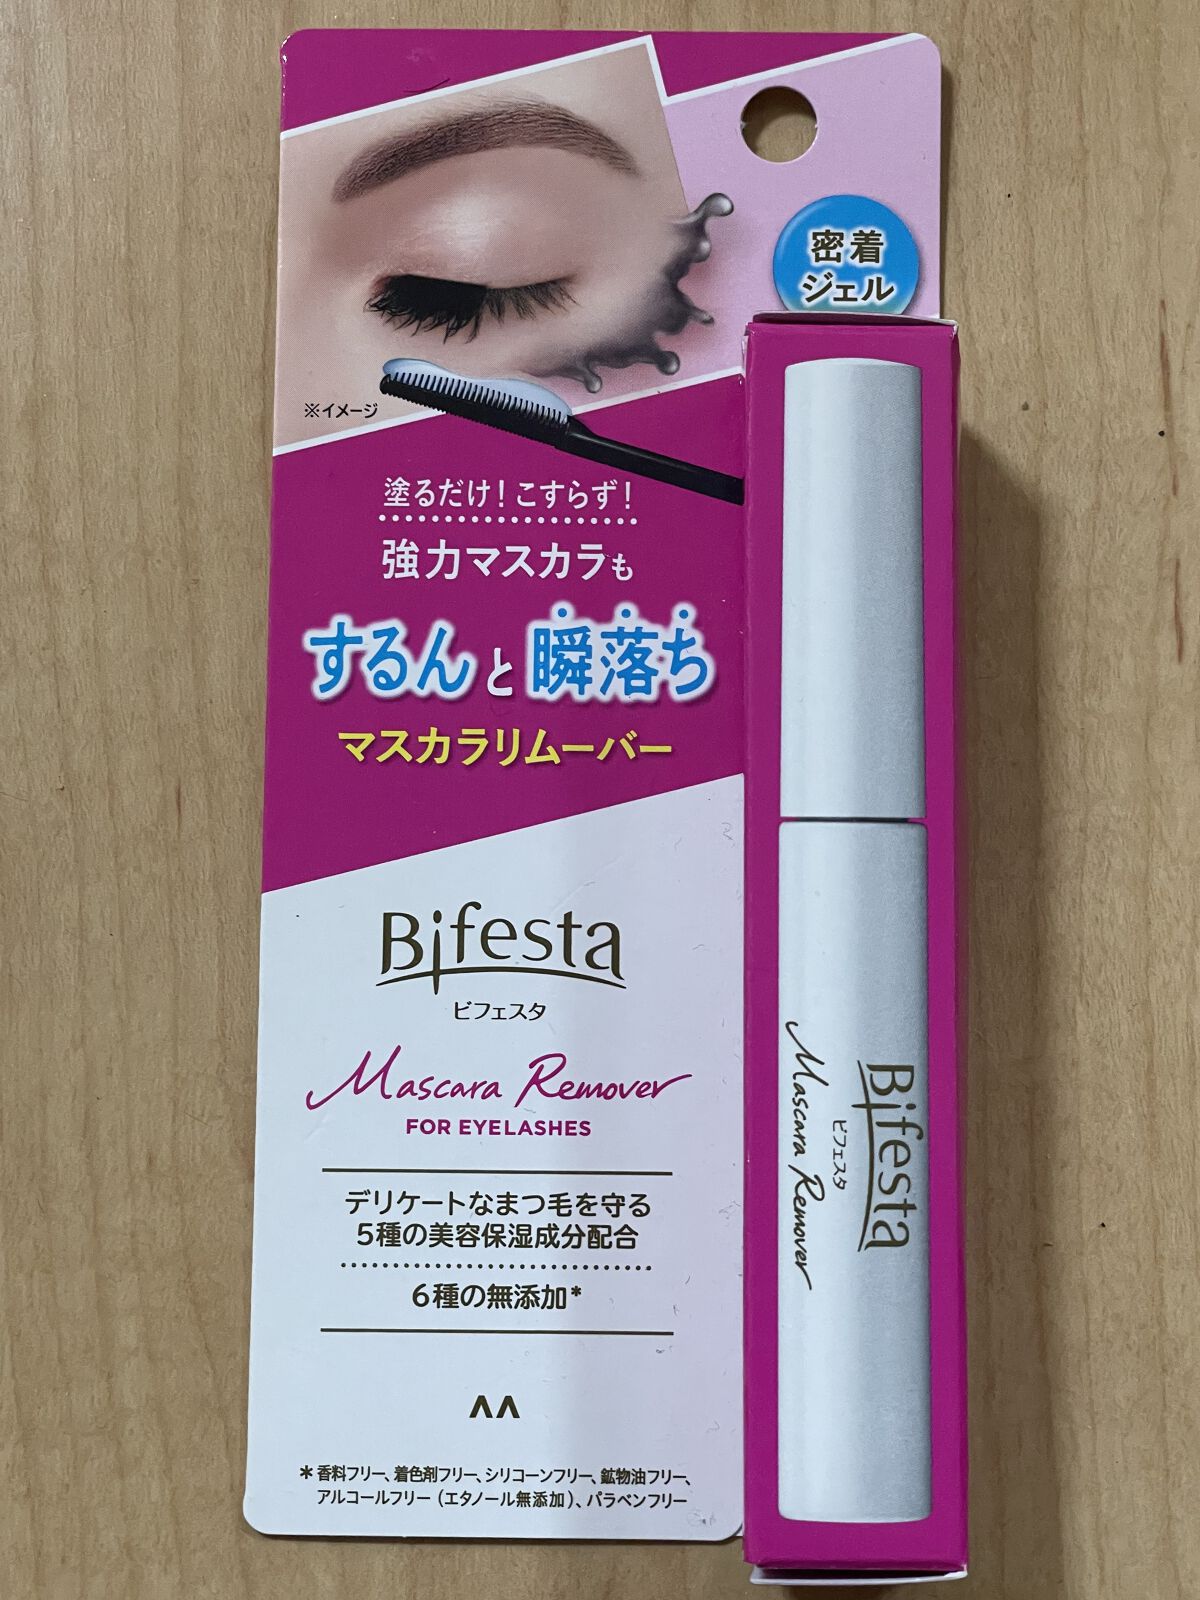 密着
ジェル
※イメージ
塗るだけ!こすらず!
強力マスカラも
するんと瞬落ち
マスカラリムーバー
Bifesta
ビフェスタ
Mascara Remover
FOR EYELASHES
デリケートなまつ毛を守る
5種の美容保湿成分配合
6種の無添加*
*香料フリー、着色剤フリー、シリコーンフリー、鉱物油フリー、
アルコールフリー(エタノール無添加)、パラベンフリー
Bifesta
ビフェスタ
Mascara Remover